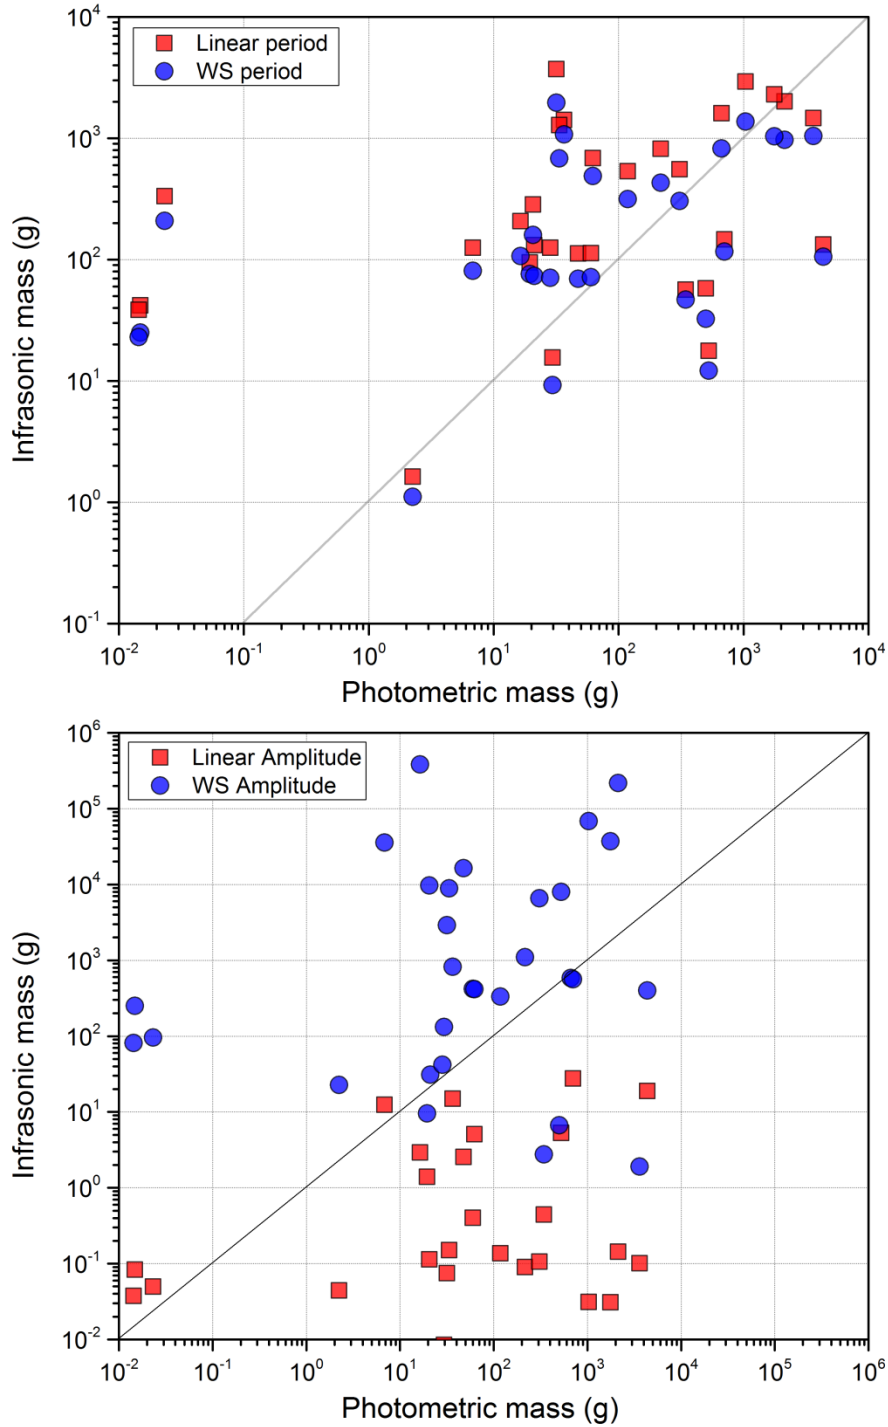 10^4
10^3
10^2
10^1
10^0
10^-1
Infrasonic mass (g)
Linear period
WS period
10^-2 10^-1 10^0 10^1 10^2 10^3 10^4
Photometric mass (g)
10^6
10^5
10^4
10^3
10^2
10^1
10^0
10^-1
10^-2
Infrasonic mass (g)
Linear Amplitude
WS Amplitude
10^-2 10^-1 10^0 10^1 10^2 10^3 10^4 10^5 10^6
Photometric mass (g)